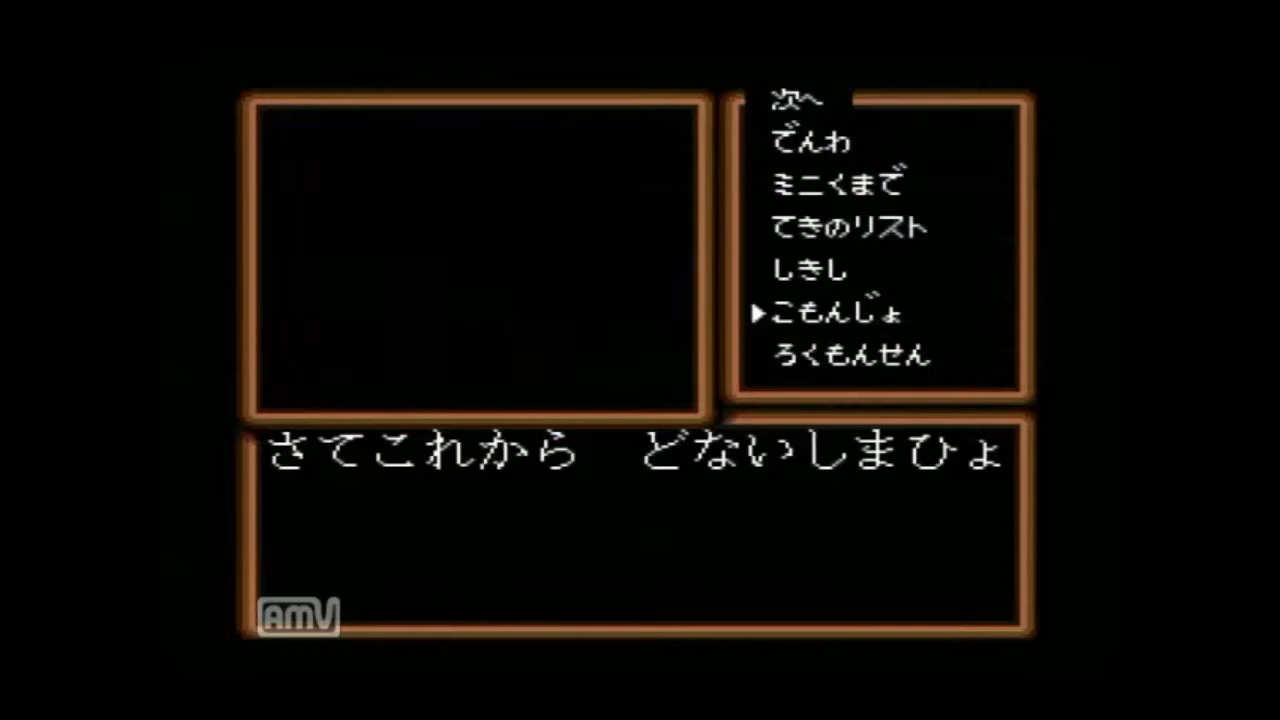 次へ
でんわ
ミニくまで
てきのリスト
しきし
▶こもんじょ
ろくもんせん
さてこれから　どないしまひょ
AMV